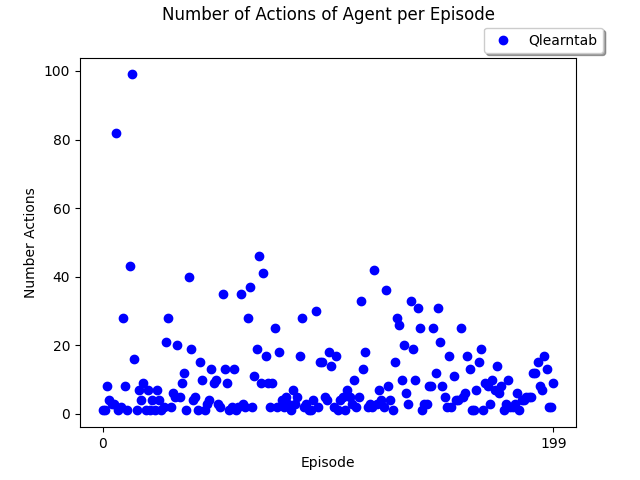 Number of Actions of Agent per Episode
Qlearntab
100
80
60
40
20
0
Number Actions
0 199
Episode